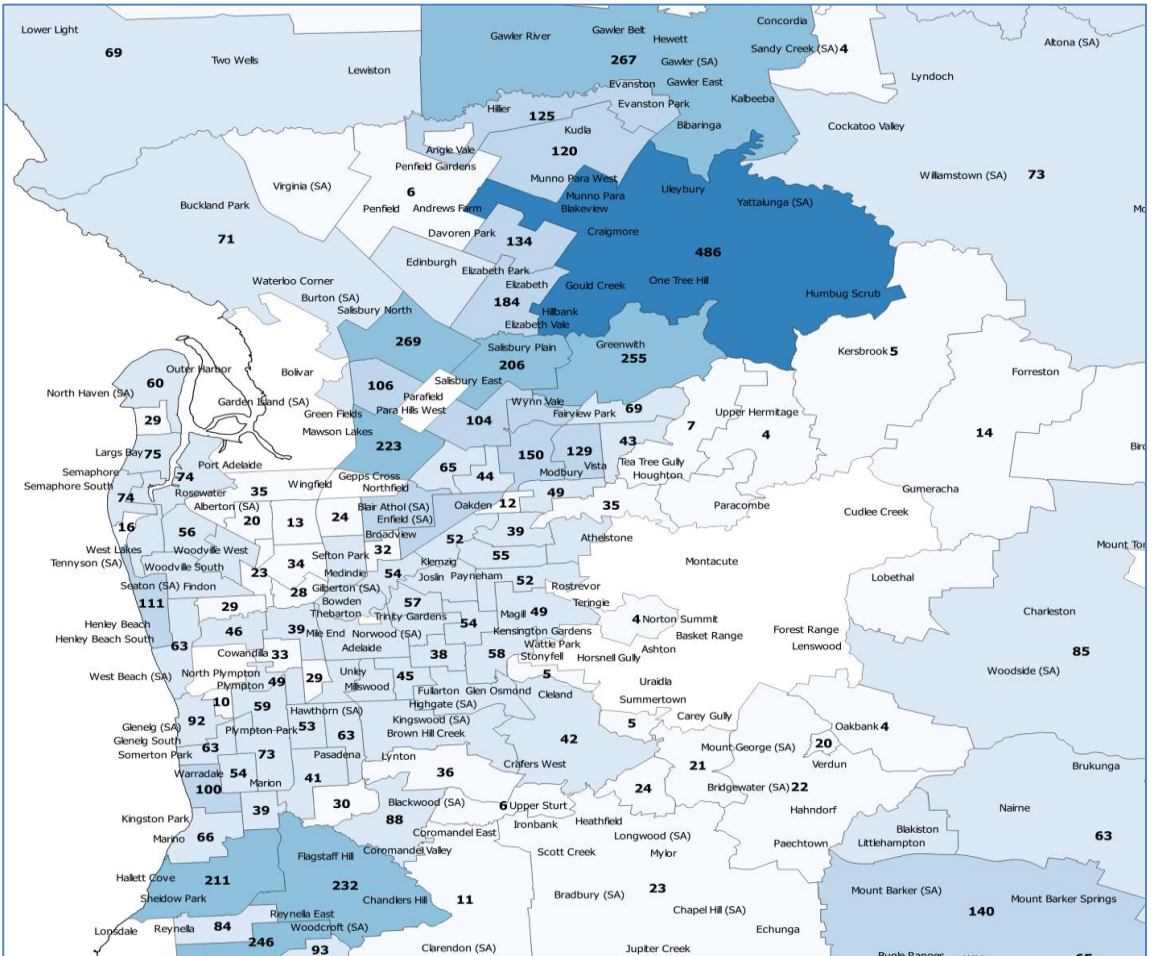 Lower Light
69
Two Wells
Lewiston
Gawler River
Gawler Belt
Hewett
267
Gawler (SA)
Evanston
Gawler East
Concordia
Sandy Creek (SA) 4
Kalbeeba
Altona (SA)
Lyndoch
Cockatoo Valley
Williamstown (SA) 73
Hillier
125
Evanston Park
Bibaringa
Kudla
120
Angle Vale
Penfield Gardens
Munno Para West
Virginia (SA)
6
Penfield
Andrews Farm
Munno Para
Blakeview
Uleybury
Yattalunga (SA)
Buckland Park
71
Davoren Park
134
Craigmore
486
Edinburgh
Elizabeth Park
Elizabeth
184
Gould Creek
One Tree Hill
Humbug Scrub
Waterloo Corner
Burton (SA)
Salisbury North
Hillbank
Elizabeth Vale
269
Salisbury Plain
206
Greenwith
255
Kersbrook 5
Forreston
14
Outer Harbor
Bolivar
60
North Haven (SA)
Garden Island (SA)
106
Salisbury East
Parafield
Para Hills West
Green Fields
Mawson Lakes
223
104
Wynn Vale
Fairview Park
69
29
7
Upper Hermitage
4
Largs Bay 75
150
129
43
Vista
Modbury
Tea Tree Gully
Houghton
Semaphore
Semaphore South
74
74
Port Adelaide
Rosewater
Gepps Cross
Northfield
65
44
49
Wingfield
35
Alberton (SA)
Blair Athol (SA)
Enfield (SA)
Broadview
Oakden 12
35
Paracombe
Gumeracha
Cudlee Creek
16
56
20
13
24
32
52
39
Athelstone
West Lakes
Tennyson (SA)
Woodville West
Woodville South
Sefton Park
Medindie
54
Klemzig
55
Montacute
34
23
Joslin
Payneham
52
Rostrevor
Lobethal
Seaton (SA)
Findon
111
28
Gilberton (SA)
Bowden
Thebarton
57
Trinity Gardens
Magill 49
Teringie
Charleston
29
Henley Beach
Henley Beach South
46
39
Mile End
Norwood (SA)
54
Kensington Gardens
4 Norton Summit
Basket Range
Forest Range
Lenswood
63
Cowandilla
33
Adelaide
38
58
Wattle Park
Stonyfell
Horsnell Gully
Ashton
85
Woodside (SA)
West Beach (SA)
North Plympton
Plympton 49
29
Unley
Millswood
45
5
Uraidla
Fullarton
Glen Osmond
Cleland
Summertown
10
59
Highgate (SA)
Hawthorn (SA)
92
Glenelg (SA)
Glenelg South
Plympton Park
53
63
Kingswood (SA)
Brown Hill Creek
5
Carey Gully
Oakbank 4
42
63
Somerton Park
73
Pasadena
Lynton
Crafers West
Mount George (SA)
20
Verdun
Brukunga
Warradale
100
54
Marion
41
36
21
Bridgewater (SA) 22
24
Hahndorf
Nairne
39
30
Blackwood (SA)
88
6 Upper Sturt
Ironbank
Heathfield
Kingston Park
Marino
66
Coromandel East
Longwood (SA)
Paechtown
Blakiston
Littlehampton
63
Flagstaff Hill
Coromandel Valley
Scott Creek
Mylor
Hallett Cove
211
Sheidow Park
232
Chandlers Hill
11
23
Bradbury (SA)
Chapel Hill (SA)
Mount Barker (SA)
140
Mount Barker Springs
Lonsdale
Reynella
84
Reynella East
Woodcroft (SA)
246
93
Clarendon (SA)
Echunga
Jupiter Creek